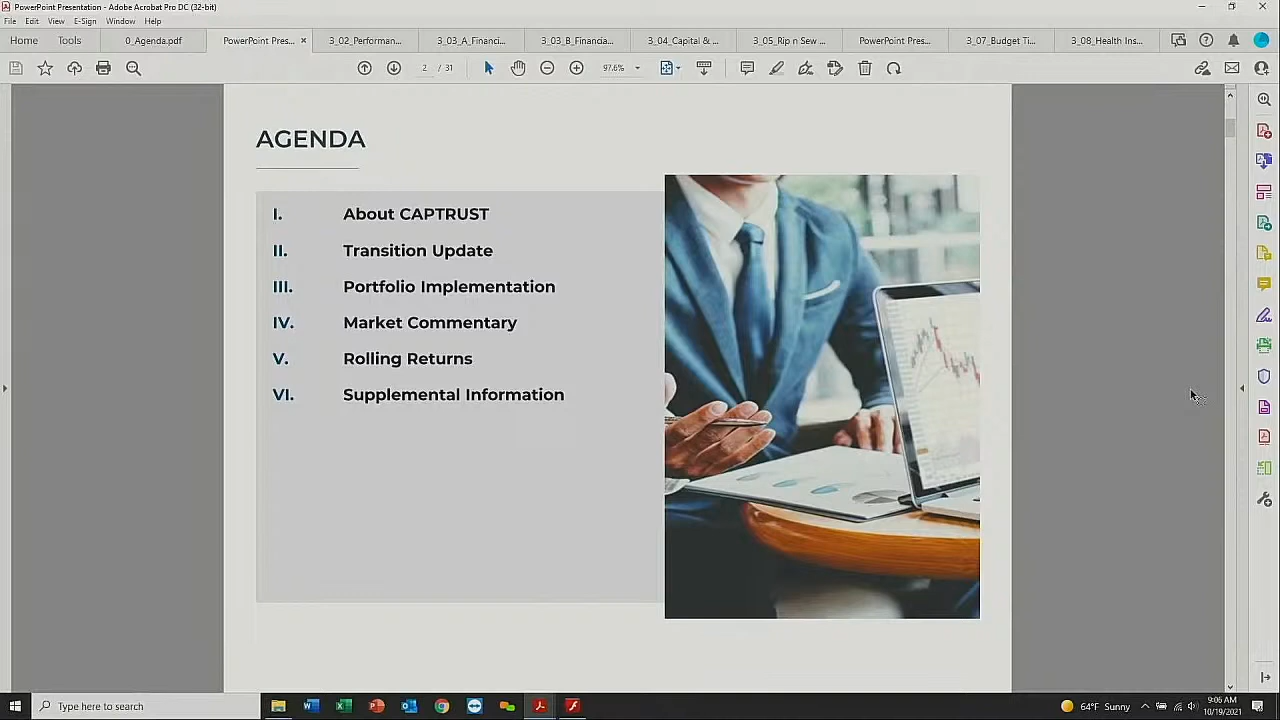 PowerPoint Presentation - Adobe Acrobat Pro DC (32-bit)
File Edit View E-Sign Window Help
Home Tools 0_Agenda.pdf PowerPoint Pres... × 3_02_Performan... 3_03_A_Financi... 3_03_B_Financia... 3_04_Capital & ... 3_05_Rip n Sew ... PowerPoint Pres... 3_07_Budget Ti... 3_08_Health Ins...
2 / 31 97.6%
AGENDA
I. About CAPTRUST
II. Transition Update
III. Portfolio Implementation
IV. Market Commentary
V. Rolling Returns
VI. Supplemental Information
Type here to search 64°F Sunny 9:06 AM
10/19/2021